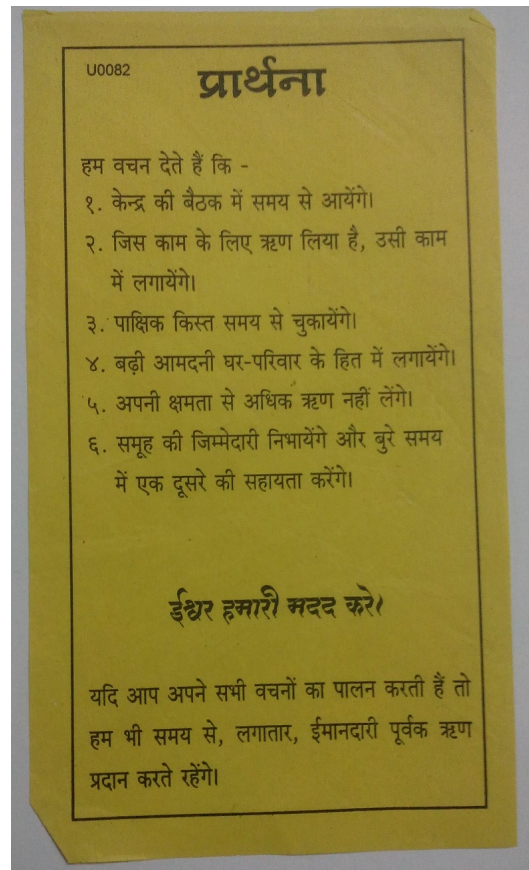 U0082
प्रार्थना
हम वचन देते हैं कि -
१. केन्द्र की बैठक में समय से आयेंगे।
२. जिस काम के लिए ऋण लिया है, उसी काम
में लगायेंगे।
३. पाक्षिक किस्त समय से चुकायेंगे।
४. बढ़ी आमदनी घर-परिवार के हित में लगायेंगे।
५. अपनी क्षमता से अधिक ऋण नहीं लेंगे।
६. समूह की जिम्मेदारी निभायेंगे और बुरे समय
में एक दूसरे की सहायता करेंगे।
ईश्वर हमारी मदद करे।
यदि आप अपने सभी वचनों का पालन करती हैं तो
हम भी समय से, लगातार, ईमानदारी पूर्वक ऋण
प्रदान करते रहेंगे।